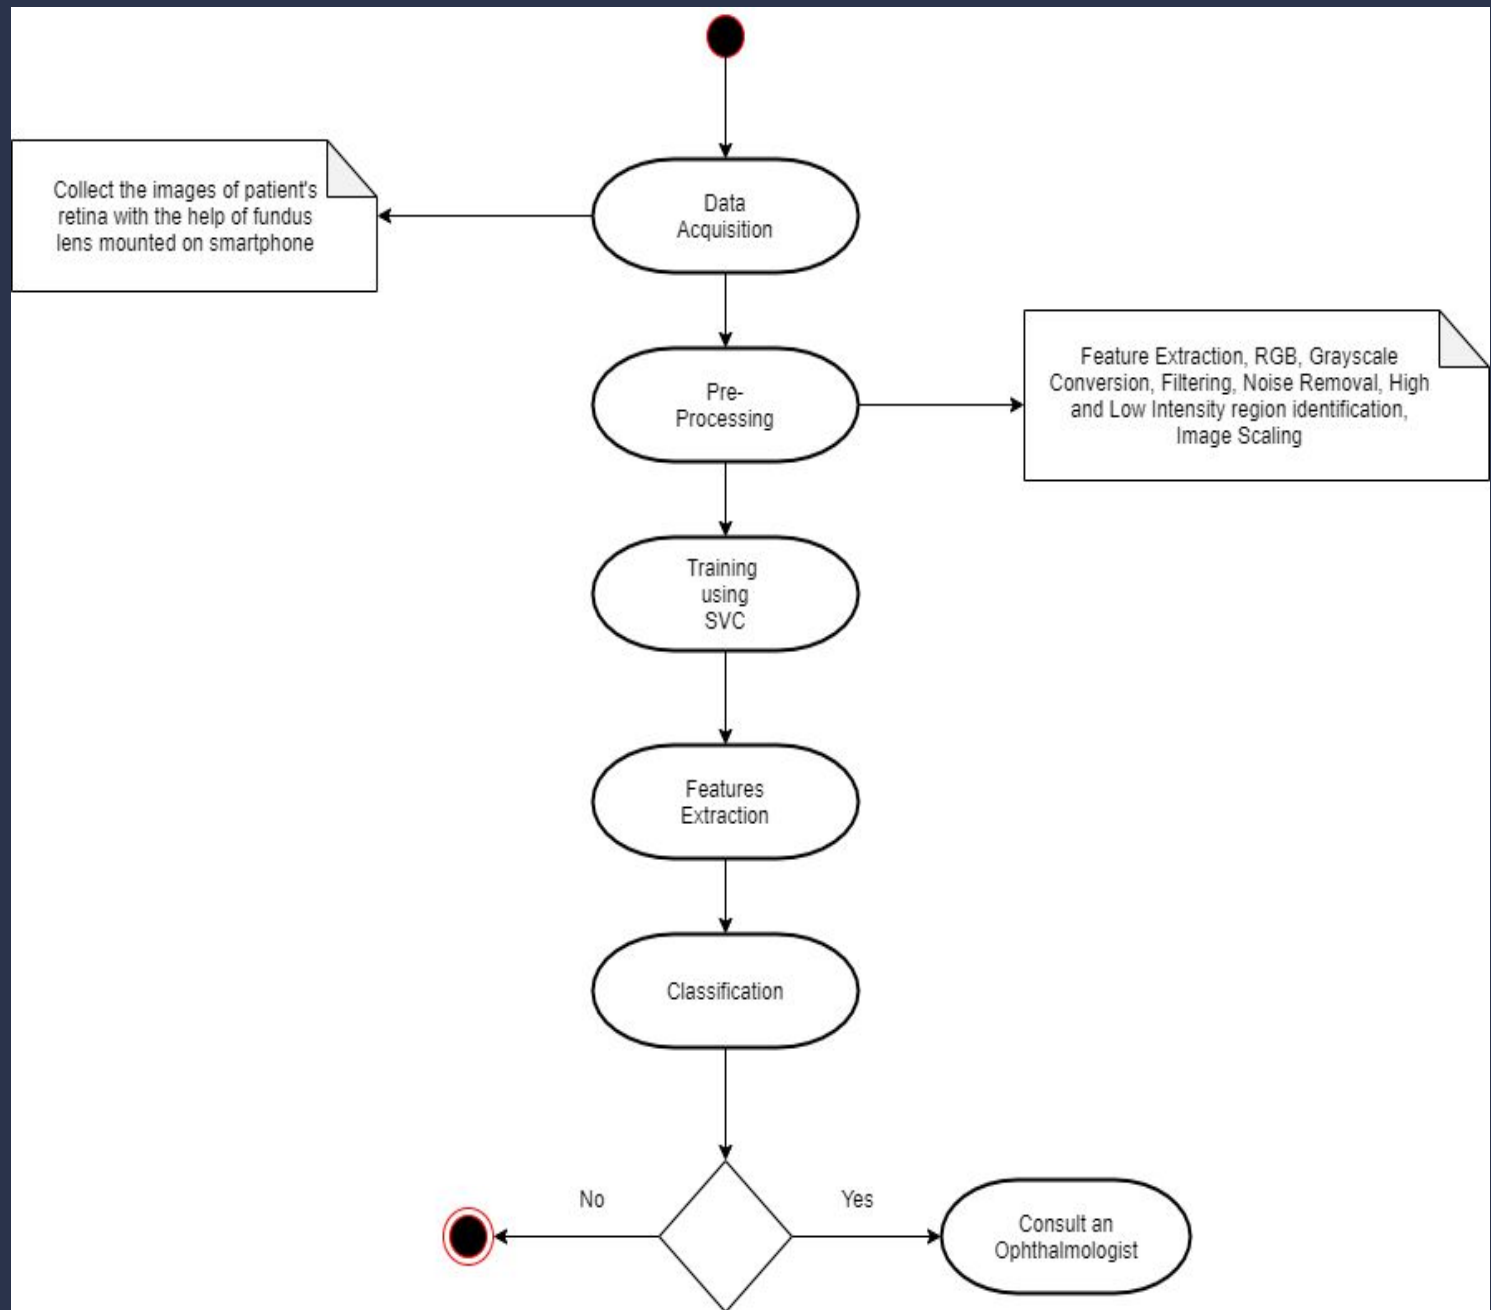 Data
Acquisition
Collect the images of patient's
retina with the help of fundus
lens mounted on smartphone
Pre-
Processing
Feature Extraction, RGB, Grayscale
Conversion, Filtering, Noise Removal, High
and Low Intensity region identification,
Image Scaling
Training
using
SVC
Features
Extraction
Classification
No
Yes
Consult an
Ophthalmologist